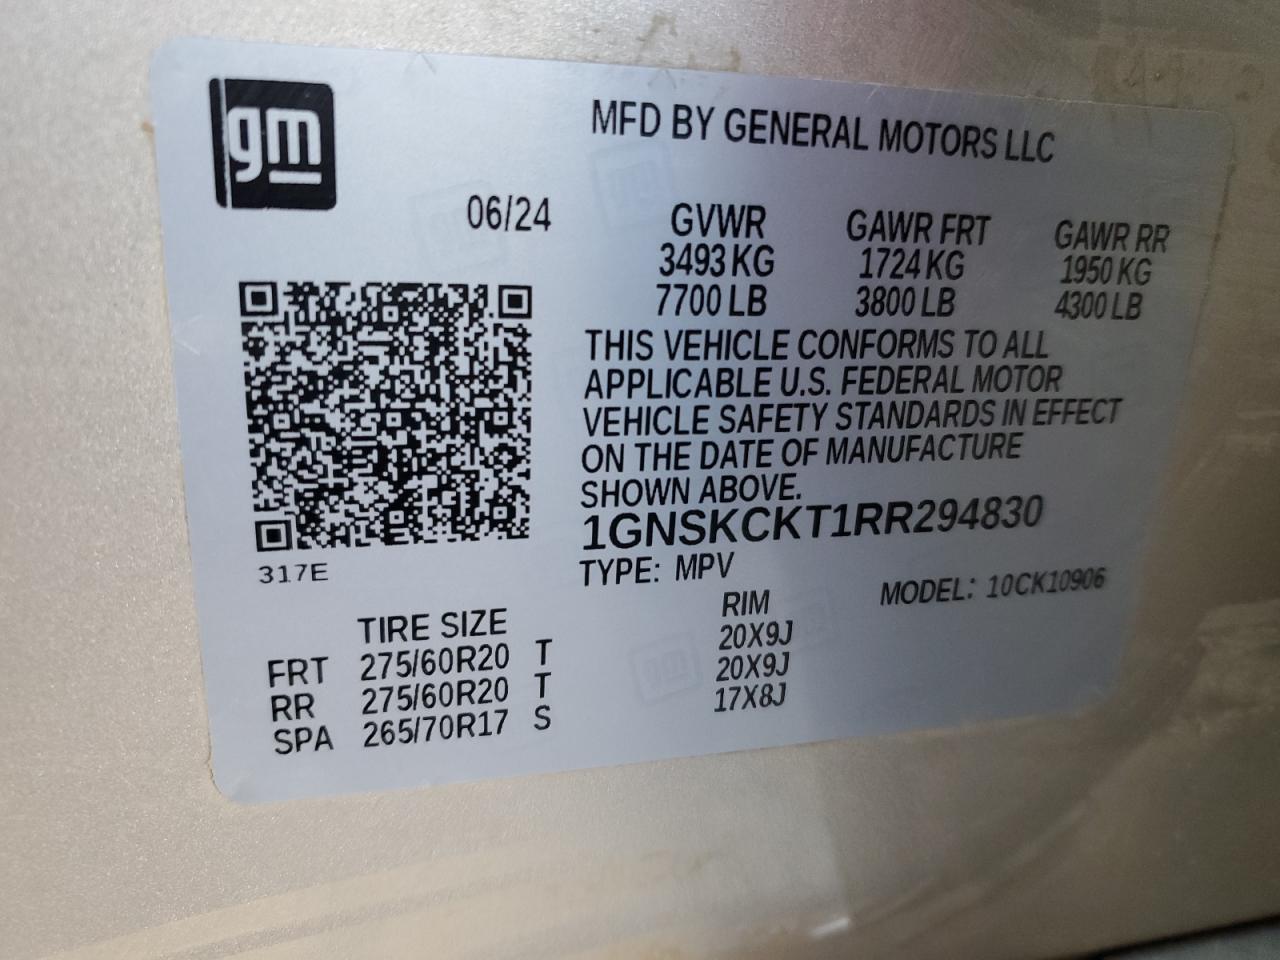 gm
MFD BY GENERAL MOTORS LLC
06/24
GVWR GAWR FRT GAWR RR
3493 KG 1724 KG 1950 KG
7700 LB 3800 LB 4300 LB
THIS VEHICLE CONFORMS TO ALL
APPLICABLE U.S. FEDERAL MOTOR
VEHICLE SAFETY STANDARDS IN EFFECT
ON THE DATE OF MANUFACTURE
SHOWN ABOVE.
1GNSKCKT1RR294830
317E
TYPE: MPV MODEL: 10CK10906
TIRE SIZE RIM
FRT 275/60R20 T 20X9J
RR 275/60R20 T 20X9J
SPA 265/70R17 S 17X8J